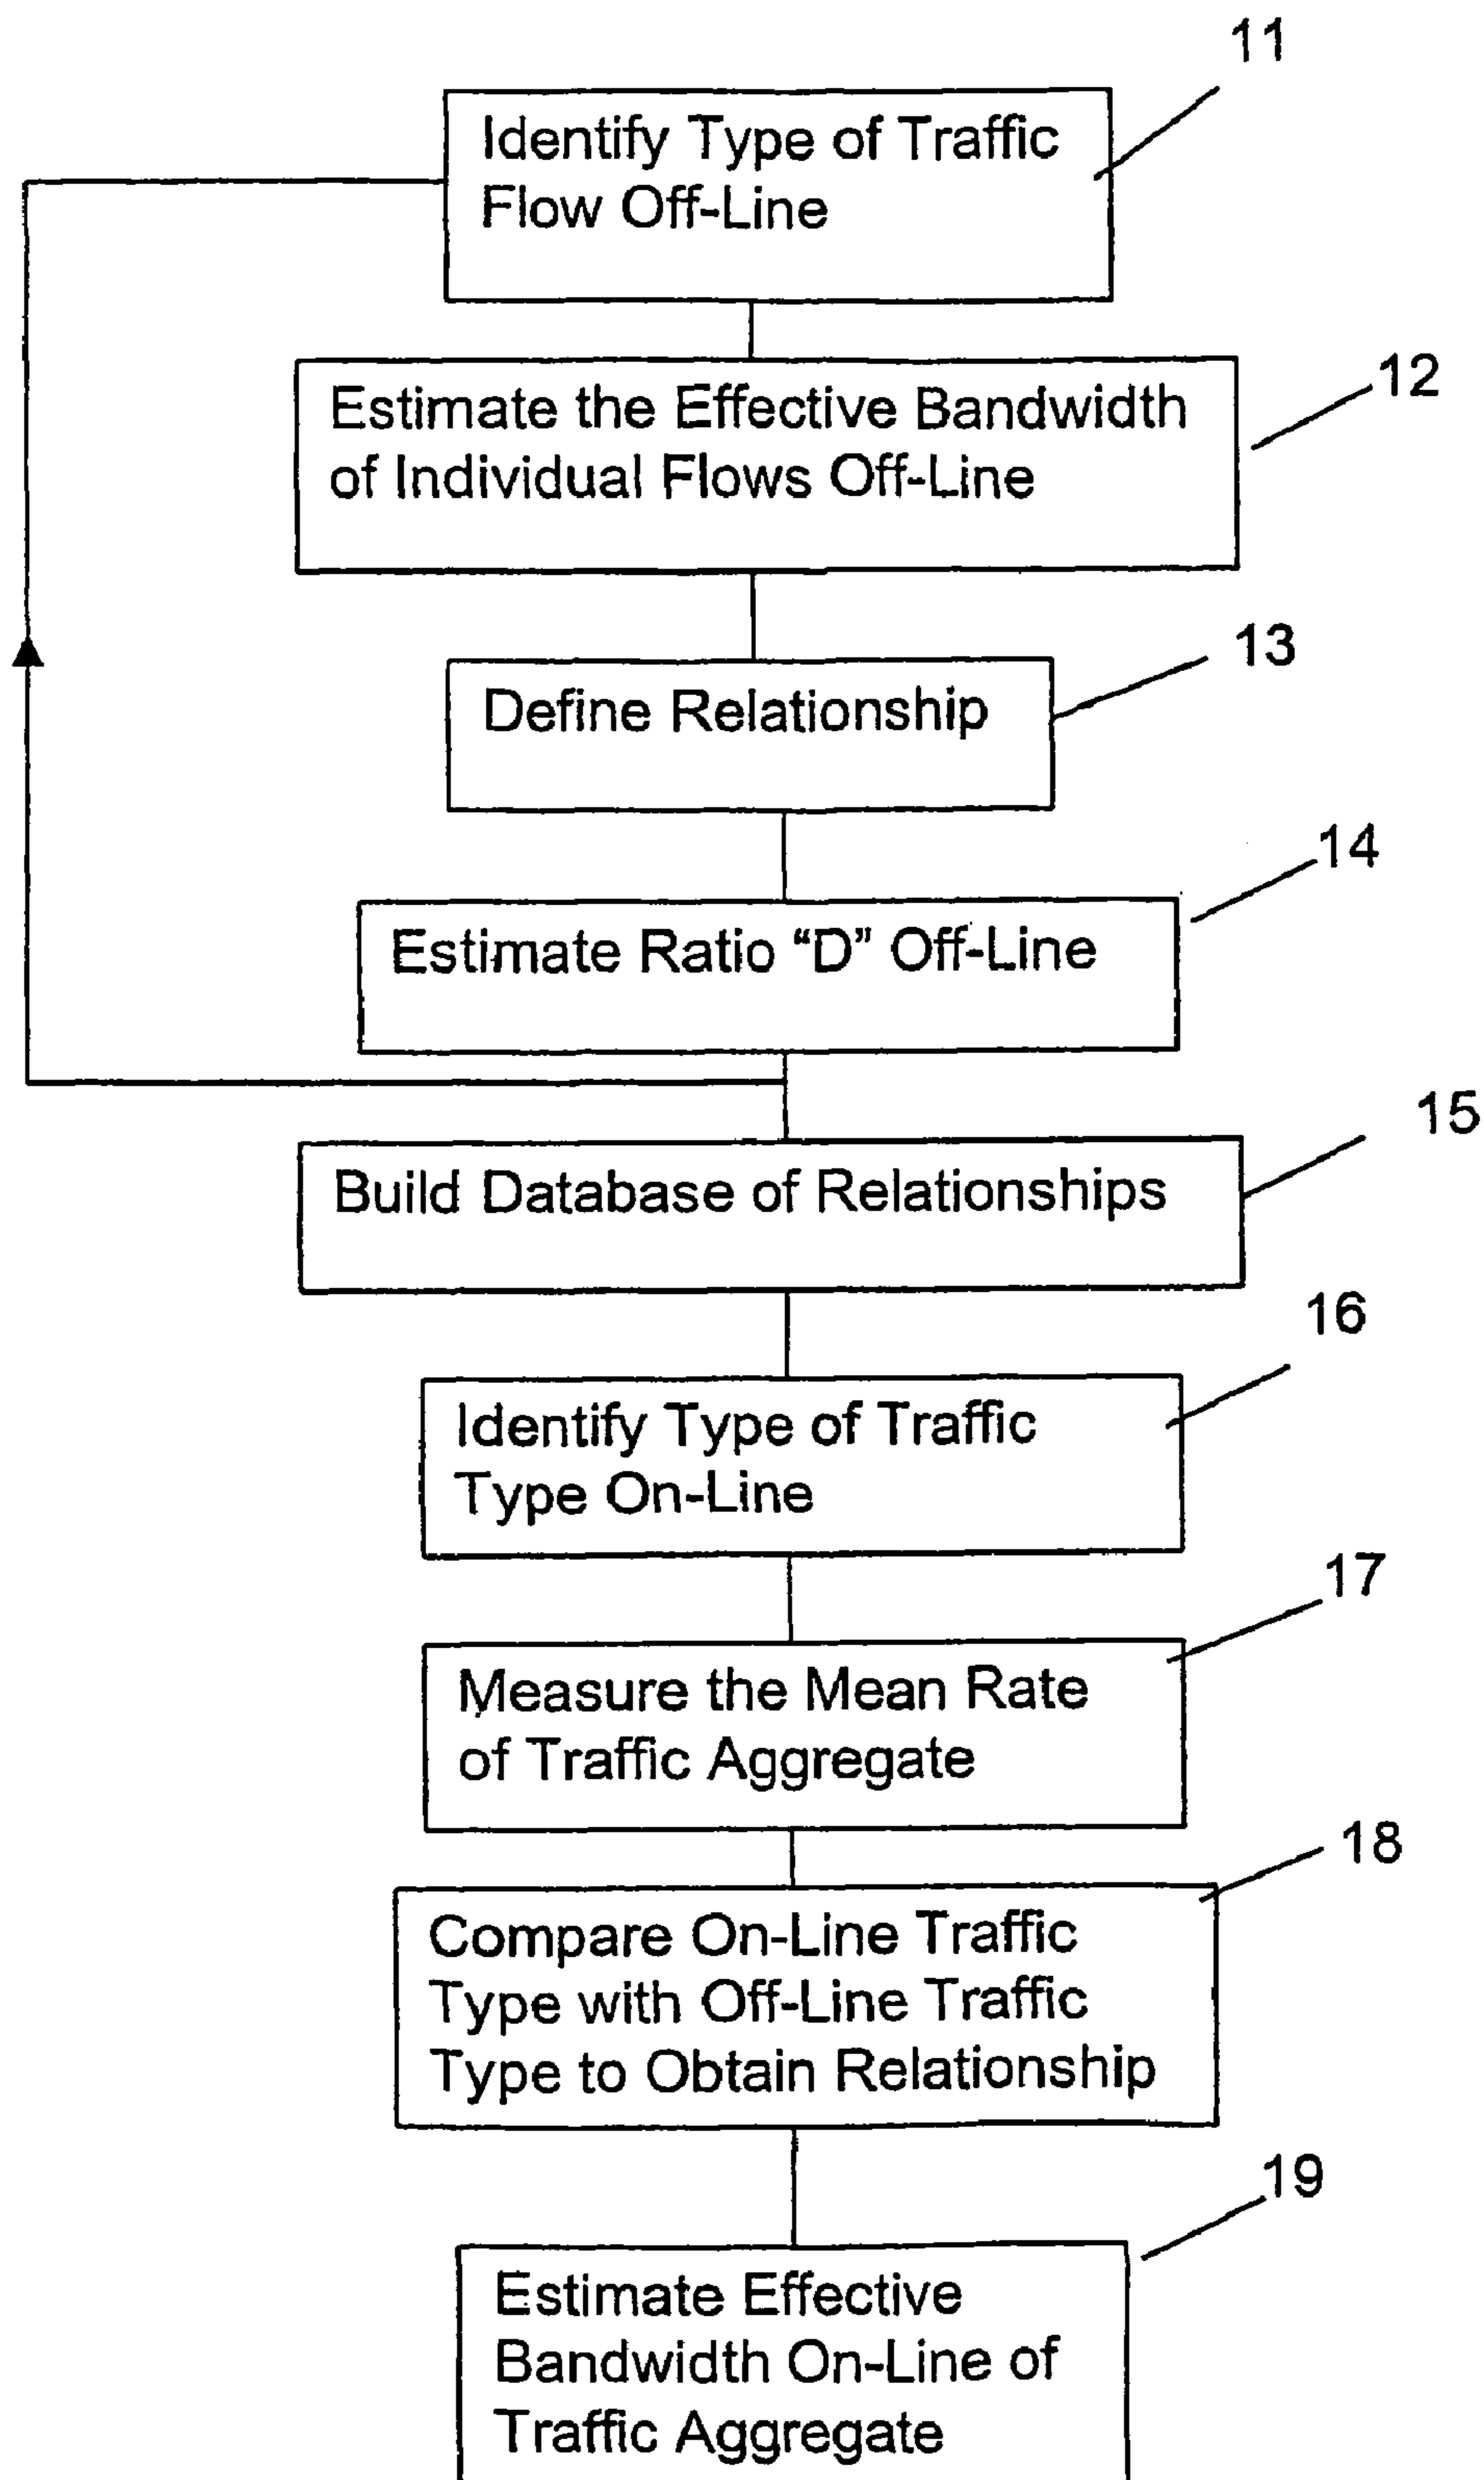 11
Identify Type of Traffic
Flow Off-Line
12
Estimate the Effective Bandwidth
of Individual Flows Off-Line
13
Define Relationship
14
Estimate Ratio “D” Off-Line
15
Build Database of Relationships
16
Identify Type of Traffic
Type On-Line
17
Measure the Mean Rate
of Traffic Aggregate
18
Compare On-Line Traffic
Type with Off-Line Traffic
Type to Obtain Relationship
19
Estimate Effective
Bandwidth On-Line of
Traffic Aggregate